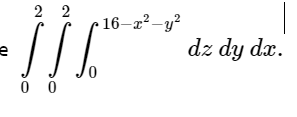 e ∫₀² ∫₀² ∫₀^{16−x²−y²} dz dy dx.